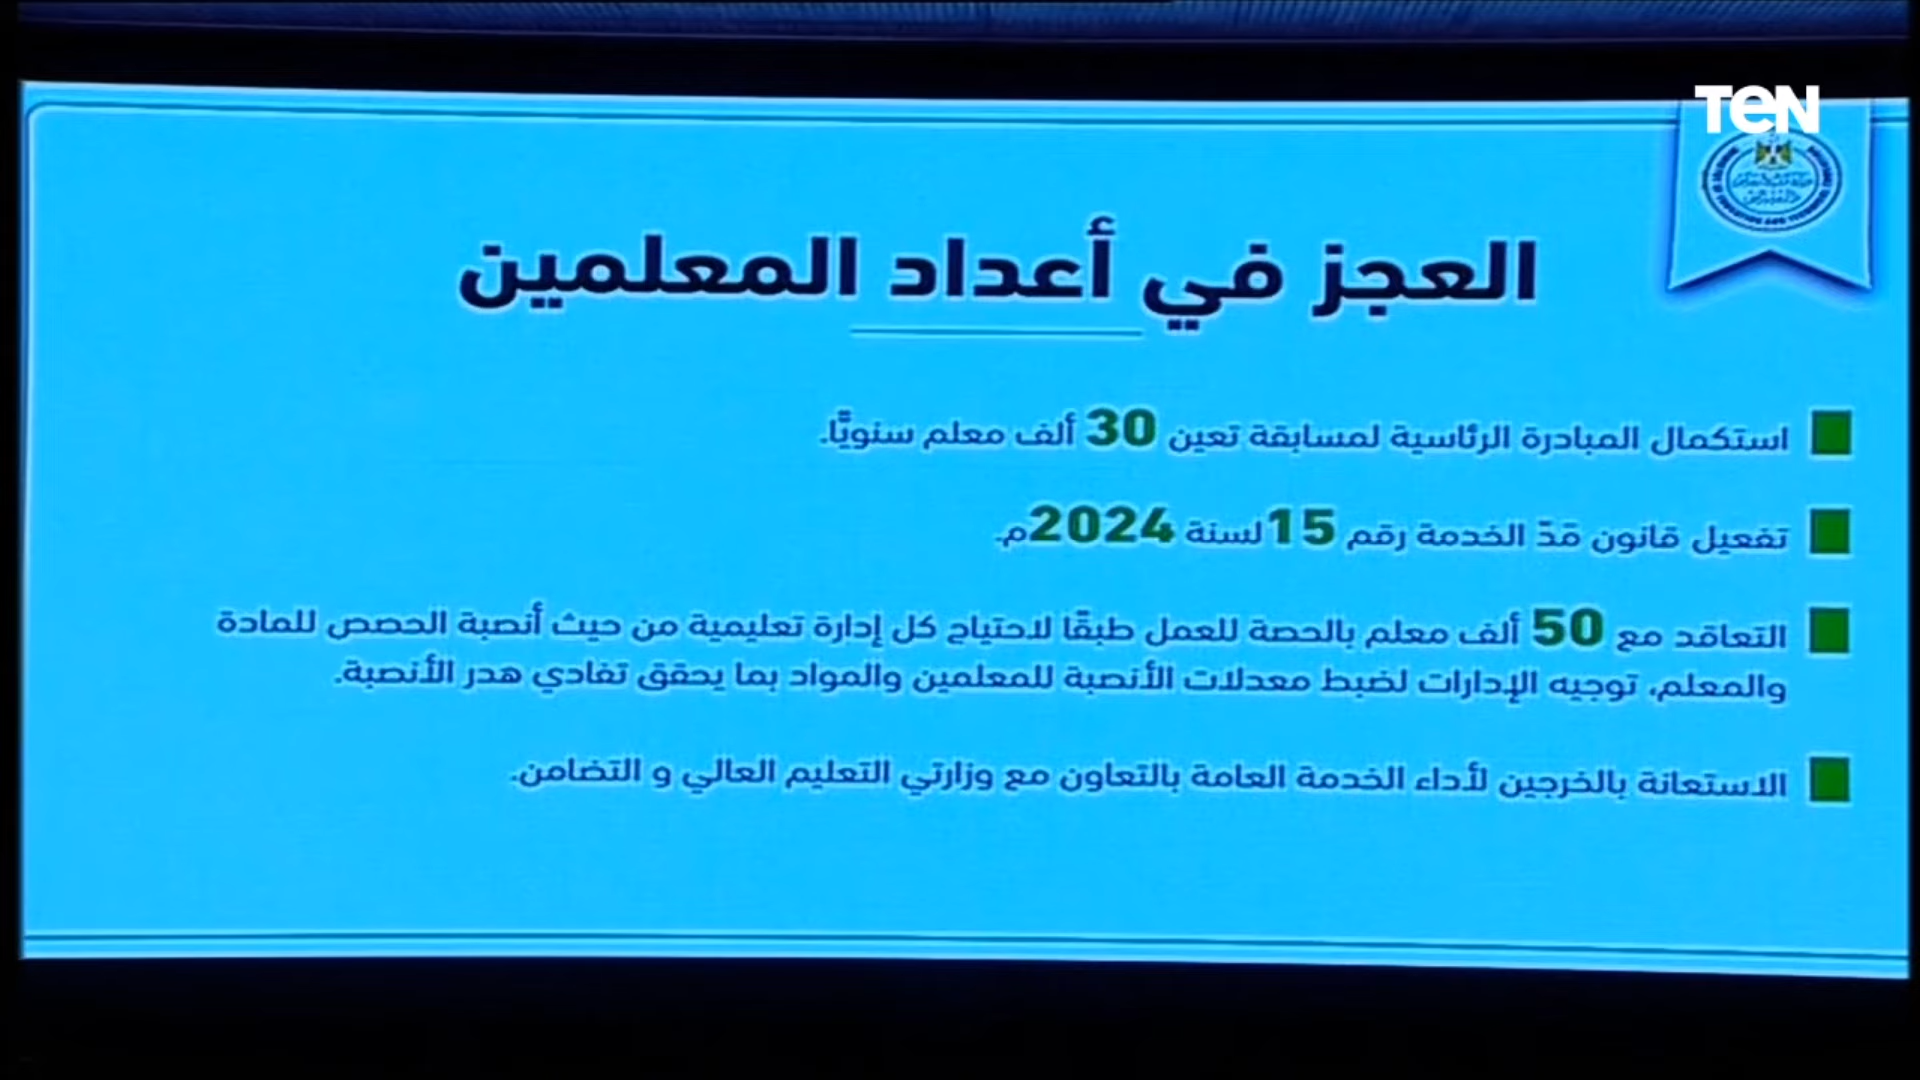 TeN
العجز في أعداد المعلمين
استكمال المبادرة الرئاسية لمسابقة تعين 30 ألف معلم سنويًّا.
تفعيل قانون مَدّ الخدمة رقم 15 لسنة 2024م.
التعاقد مع 50 ألف معلم بالحصة للعمل طبقًا لاحتياج كل إدارة تعليمية من حيث أنصبة الحصص للمادة
والمعلم، توجيه الإدارات لضبط معدلات الأنصبة للمعلمين والمواد بما يحقق تفادي هدر الأنصبة.
الاستعانة بالخرجين لأداء الخدمة العامة بالتعاون مع وزارتي التعليم العالي و التضامن.